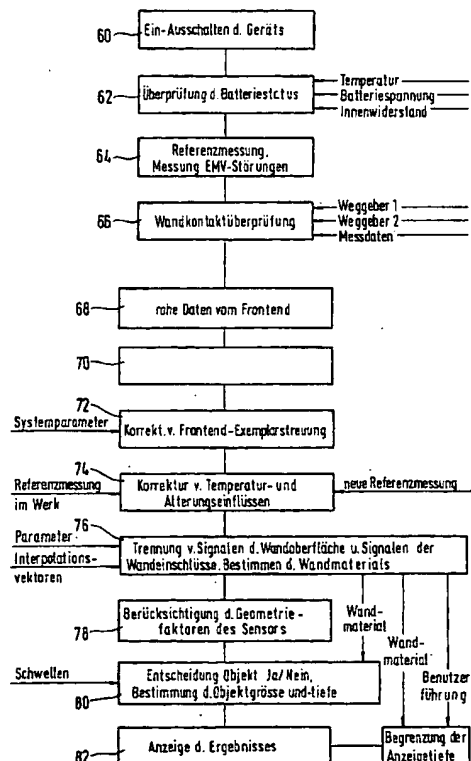 60
Ein-Ausschalten d. Geräts
62
Überprüfung d. Batteriestatus
Temperatur
Batteriespannung
Innenwiderstand
64
Referenzmessung,
Messung EMV-Störungen
66
Wandkontaktüberprüfung
Weggeber 1
Weggeber 2
Messdaten
68
rohe Daten vom Frontend
70
72
Systemparameter
Korrekt. v. Frontend-Exemplarstreuung
74
Referenzmessung
im Werk
Korrektur v. Temperatur- und
Alterungseinflüssen
neue Referenzmessung
76
Parameter
Interpolations-
vektoren
Trennung v. Signalen d. Wandoberfläche u. Signalen der
Wandeinschlüsse. Bestimmen d. Wandmaterials
78
Berücksichtigung d. Geometrie-
faktoren des Sensors
Wand-
material
Wand-
material
Benutzer
führung
Schwellen
80
Entscheidung Objekt Ja/Nein,
Bestimmung d. Objektgrösse und-tiefe
82
Anzeige d. Ergebnisses
Begrenzung der
Anzeigetiefe